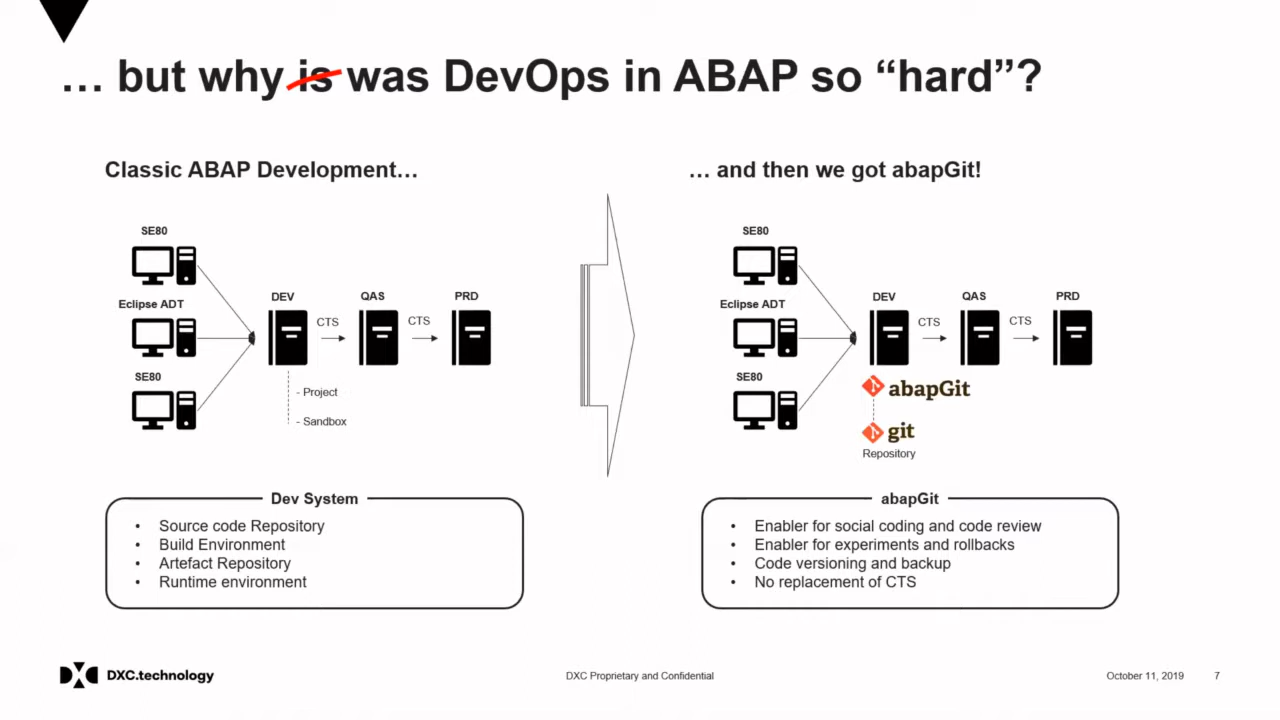 … but why is was DevOps in ABAP so “hard”?
Classic ABAP Development…
SE80
Eclipse ADT
SE80
DEV
QAS
PRD
CTS
CTS
- Project
- Sandbox
Dev System
• Source code Repository
• Build Environment
• Artefact Repository
• Runtime environment
… and then we got abapGit!
SE80
Eclipse ADT
SE80
DEV
QAS
PRD
CTS
CTS
abapGit
git
Repository
abapGit
• Enabler for social coding and code review
• Enabler for experiments and rollbacks
• Code versioning and backup
• No replacement of CTS
DXC.technology
DXC Proprietary and Confidential
October 11, 2019
7